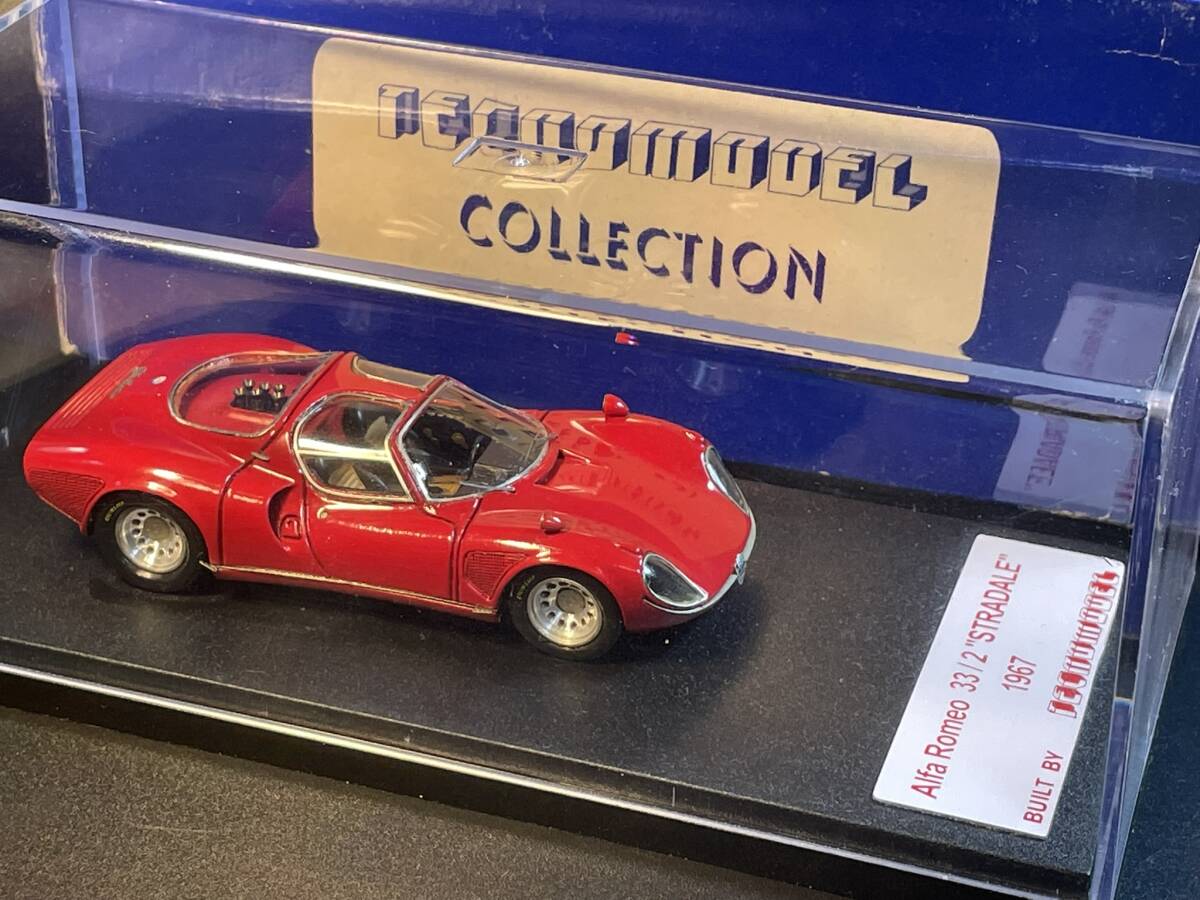 TECNOMODEL
COLLECTION
Alfa Romeo 33 / 2 "STRADALE"
1967
BUILT BY TECNOMODEL